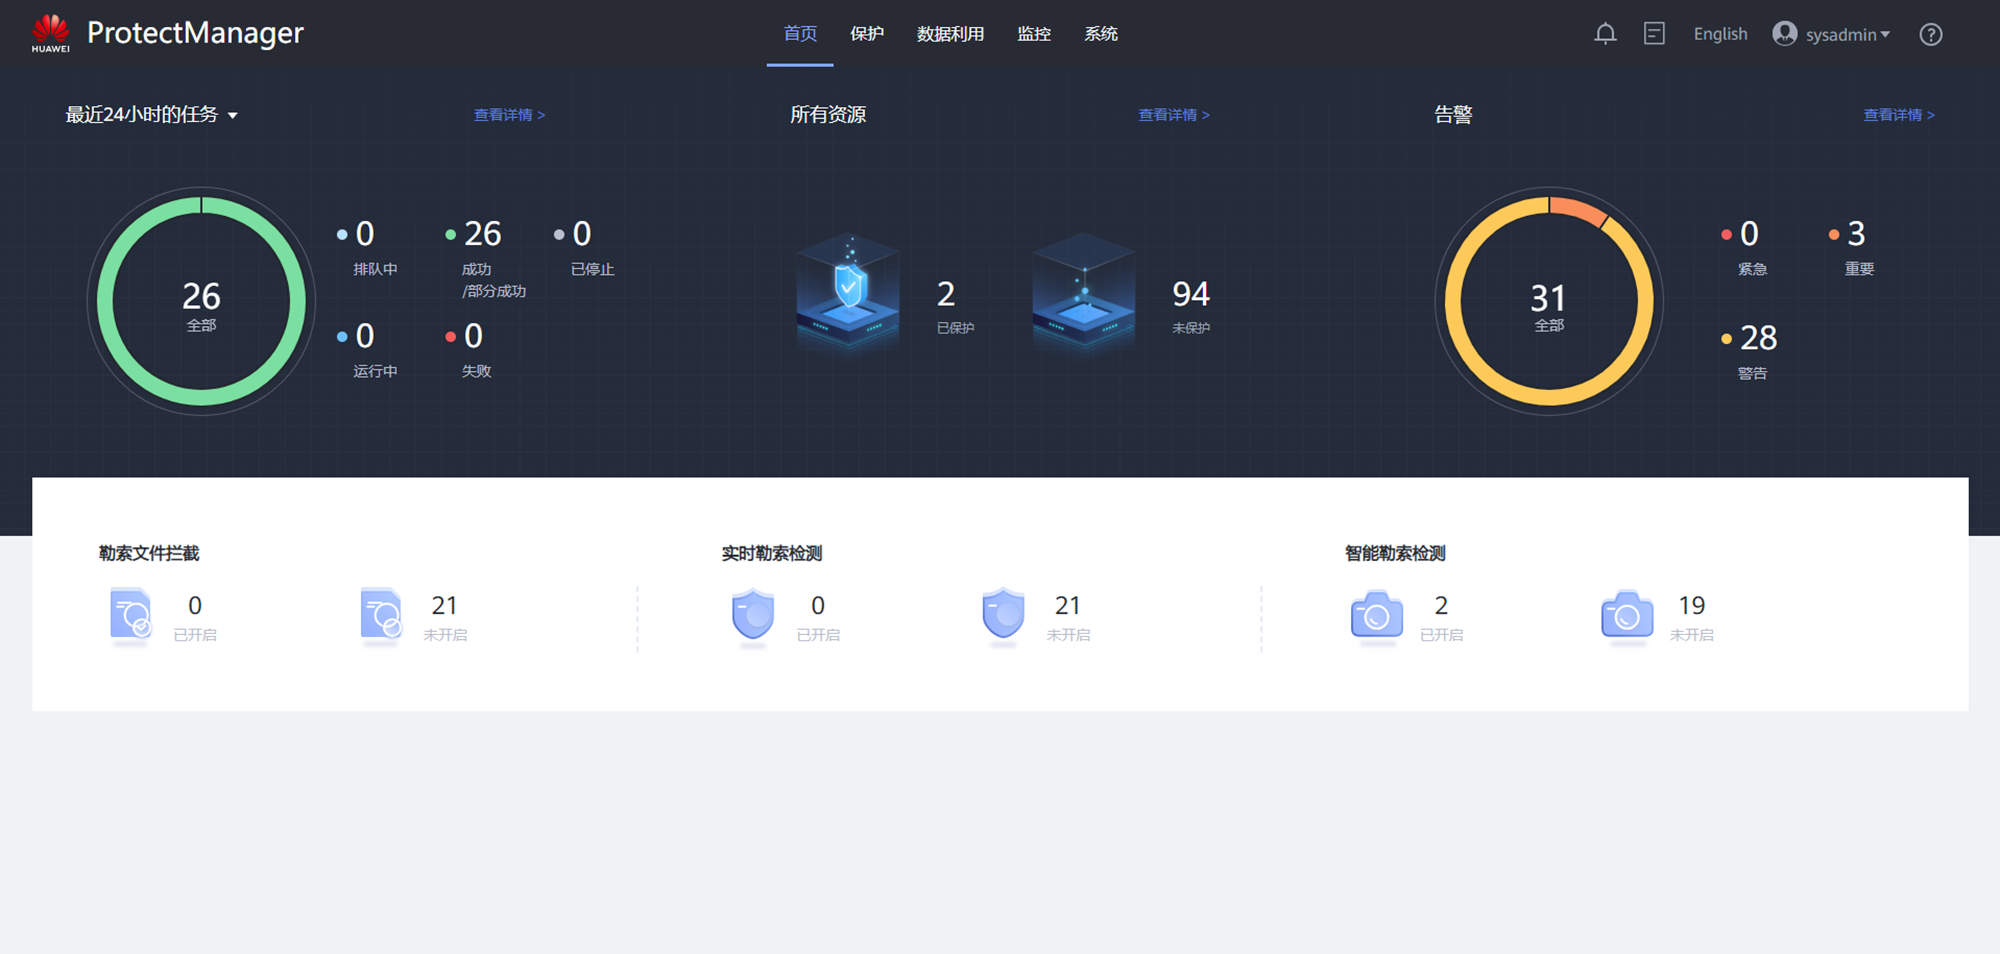 HUAWEI
ProtectManager
首页
保护
数据利用
监控
系统
English
sysadmin
?
最近24小时的任务
查看详情 >
26
全部
0
排队中
26
成功
/部分成功
0
已停止
0
运行中
0
失败
所有资源
查看详情 >
2
已保护
94
未保护
告警
查看详情 >
31
全部
0
紧急
3
重要
28
警告
勒索文件拦截
0
已开启
21
未开启
实时勒索检测
0
已开启
21
未开启
智能勒索检测
2
已开启
19
未开启